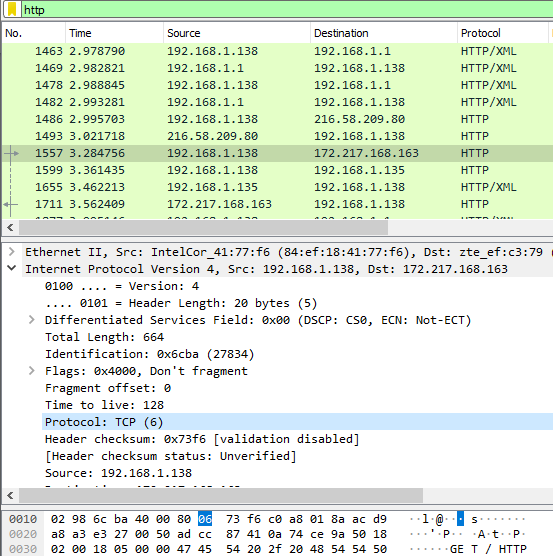 http
No. Time Source Destination Protocol
1463 2.978790 192.168.1.138 192.168.1.1 HTTP/XML
1469 2.982821 192.168.1.1 192.168.1.138 HTTP/XML
1478 2.988845 192.168.1.138 192.168.1.1 HTTP/XML
1482 2.993281 192.168.1.1 192.168.1.138 HTTP/XML
1486 2.995703 192.168.1.138 216.58.209.80 HTTP
1493 3.021718 216.58.209.80 192.168.1.138 HTTP
1557 3.284756 192.168.1.138 172.217.168.163 HTTP
1599 3.361435 192.168.1.138 192.168.1.135 HTTP
1655 3.462213 192.168.1.135 192.168.1.138 HTTP/XML
1711 3.562409 172.217.168.163 192.168.1.138 HTTP
Ethernet II, Src: IntelCor_41:77:f6 (84:ef:18:41:77:f6), Dst: zte_ef:c3:79 (
Internet Protocol Version 4, Src: 192.168.1.138, Dst: 172.217.168.163
0100 .... = Version: 4
.... 0101 = Header Length: 20 bytes (5)
Differentiated Services Field: 0x00 (DSCP: CS0, ECN: Not-ECT)
Total Length: 664
Identification: 0x6cba (27834)
Flags: 0x4000, Don't fragment
Fragment offset: 0
Time to live: 128
Protocol: TCP (6)
Header checksum: 0x73f6 [validation disabled]
[Header checksum status: Unverified]
Source: 192.168.1.138
0010 02 98 6c ba 40 00 80 06 73 f6 c0 a8 01 8a ac d9 ··l·@··· s·······
0020 a8 a3 e3 27 00 50 ad cc 87 41 0a 74 ce 9a 50 18 ···'·P·· ·A·t··P·
0030 02 00 18 05 00 00 47 45 54 20 2f 20 48 54 54 50 ······GE T / HTTP